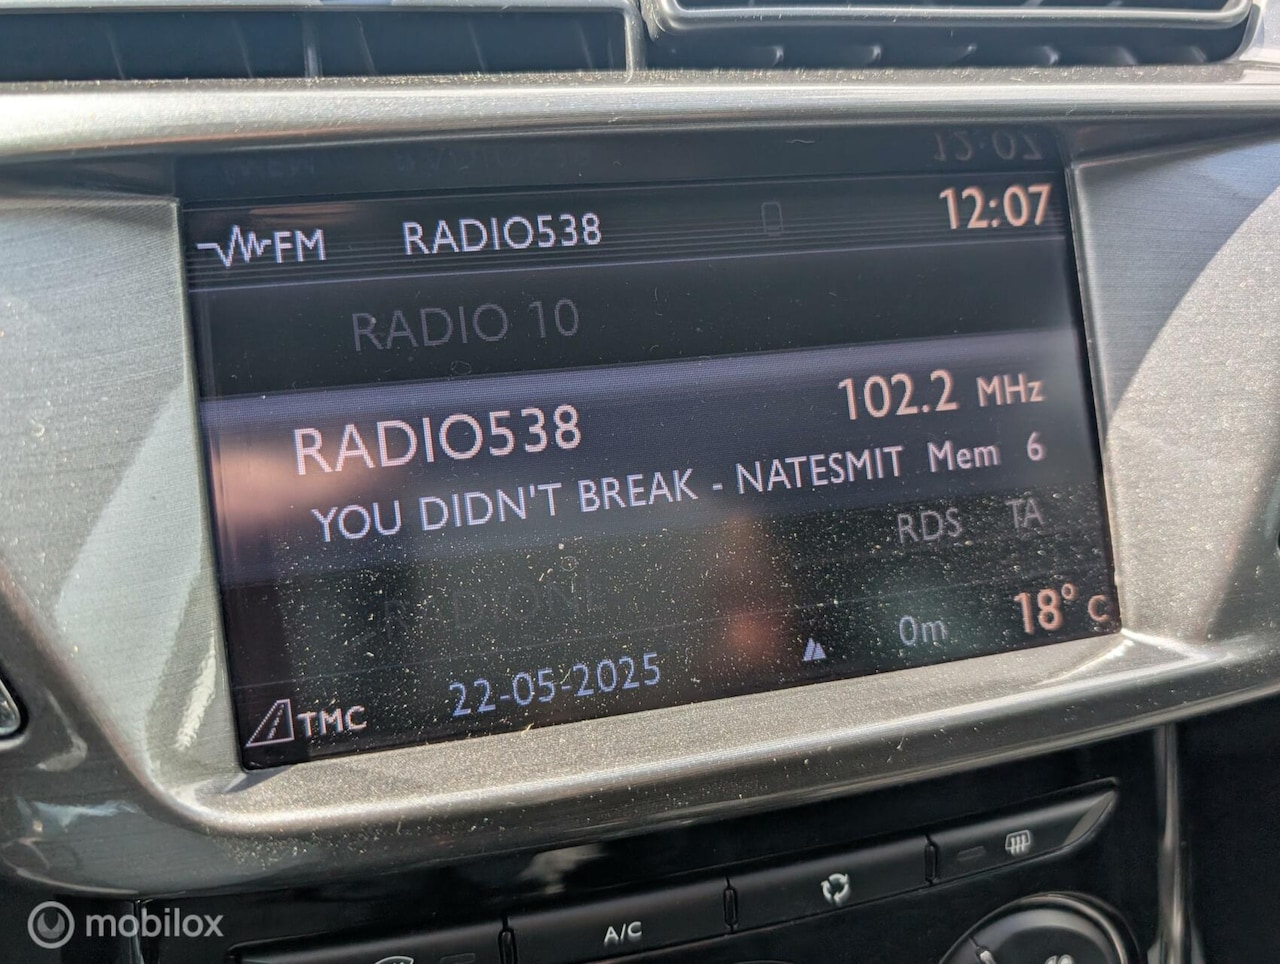 FM RADIO538 12:07
RADIO 10
RADIO538 102.2 MHz
YOU DIDN'T BREAK - NATESMIT Mem 6
RDS TA
0m 18° C
TMC 22-05-2025
A/C
mobilox